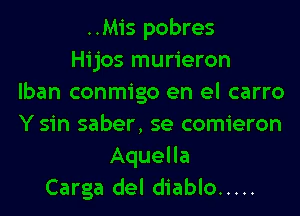 ..Mis pobres
Hijos murieron
Iban conmigo en el carro
Y sin saber, se comieron
Aquella
Carga del diablo.....